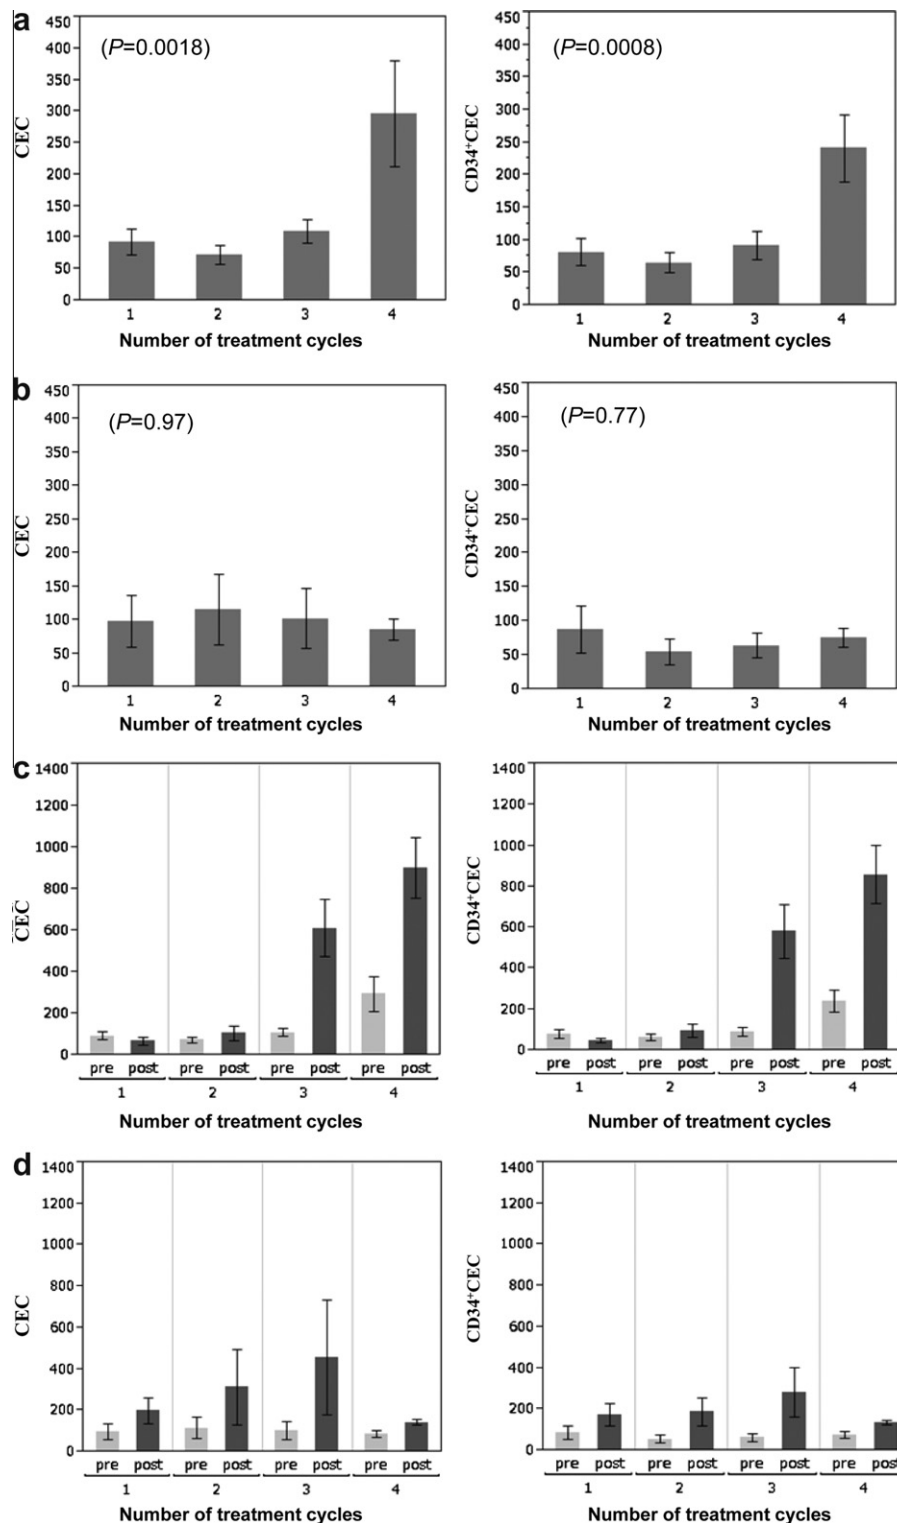 a
450
400
350
300
250
200
150
100
50
0
CEC
(P=0.0018)
1 2 3 4
Number of treatment cycles
450
400
350
300
250
200
150
100
50
0
CD34+CEC
(P=0.0008)
1 2 3 4
Number of treatment cycles
b
450
400
350
300
250
200
150
100
50
0
CEC
(P=0.97)
1 2 3 4
Number of treatment cycles
450
400
350
300
250
200
150
100
50
0
CD34+CEC
(P=0.77)
1 2 3 4
Number of treatment cycles
c
1400
1200
1000
800
600
400
200
0
CEC
pre post pre post pre post pre post
1 2 3 4
Number of treatment cycles
1400
1200
1000
800
600
400
200
0
CD34+CEC
pre post pre post pre post pre post
1 2 3 4
Number of treatment cycles
d
1400
1200
1000
800
600
400
200
0
CEC
pre post pre post pre post pre post
1 2 3 4
Number of treatment cycles
1400
1200
1000
800
600
400
200
0
CD34+CEC
pre post pre post pre post pre post
1 2 3 4
Number of treatment cycles